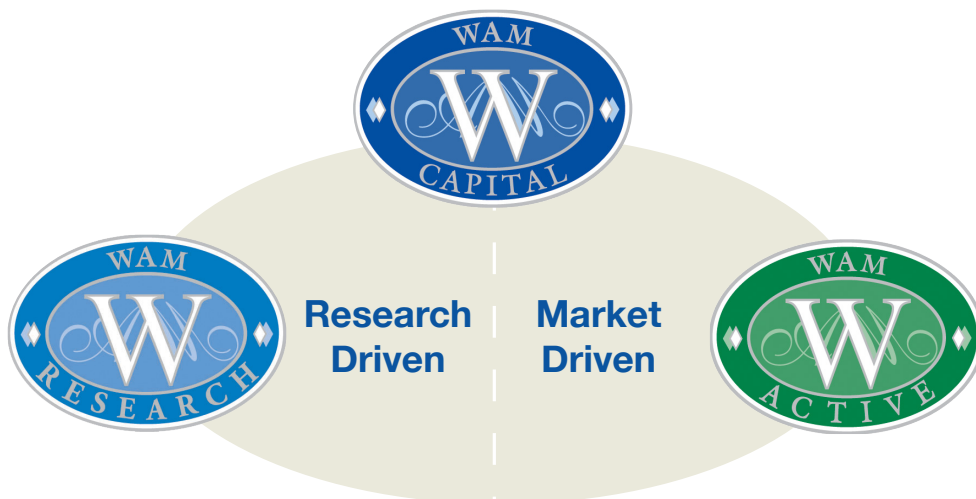 WAM
W
CAPITAL
WAM
W
RESEARCH
Research
Driven
Market
Driven
WAM
W
ACTIVE